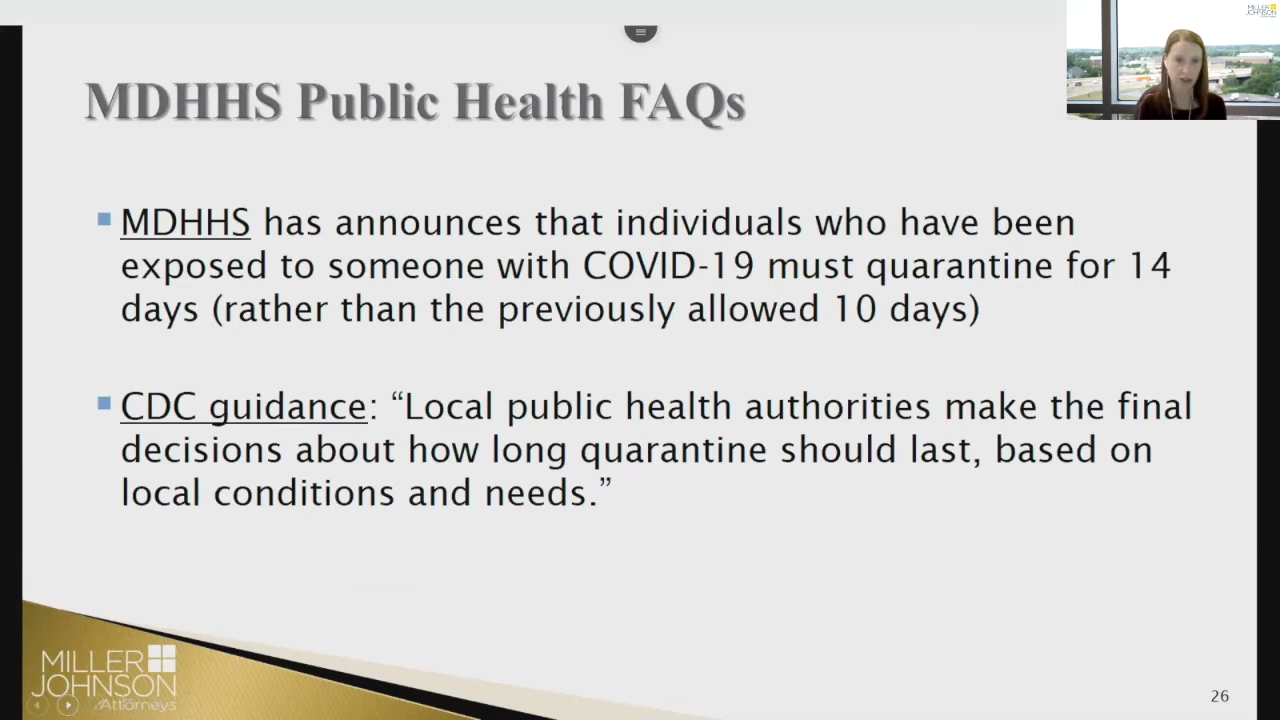 MILLER
JOHNSON
MDHHS Public Health FAQs
MDHHS has announces that individuals who have been
exposed to someone with COVID-19 must quarantine for 14
days (rather than the previously allowed 10 days)
CDC guidance: “Local public health authorities make the final
decisions about how long quarantine should last, based on
local conditions and needs.”
MILLER
JOHNSON
Attorneys
26